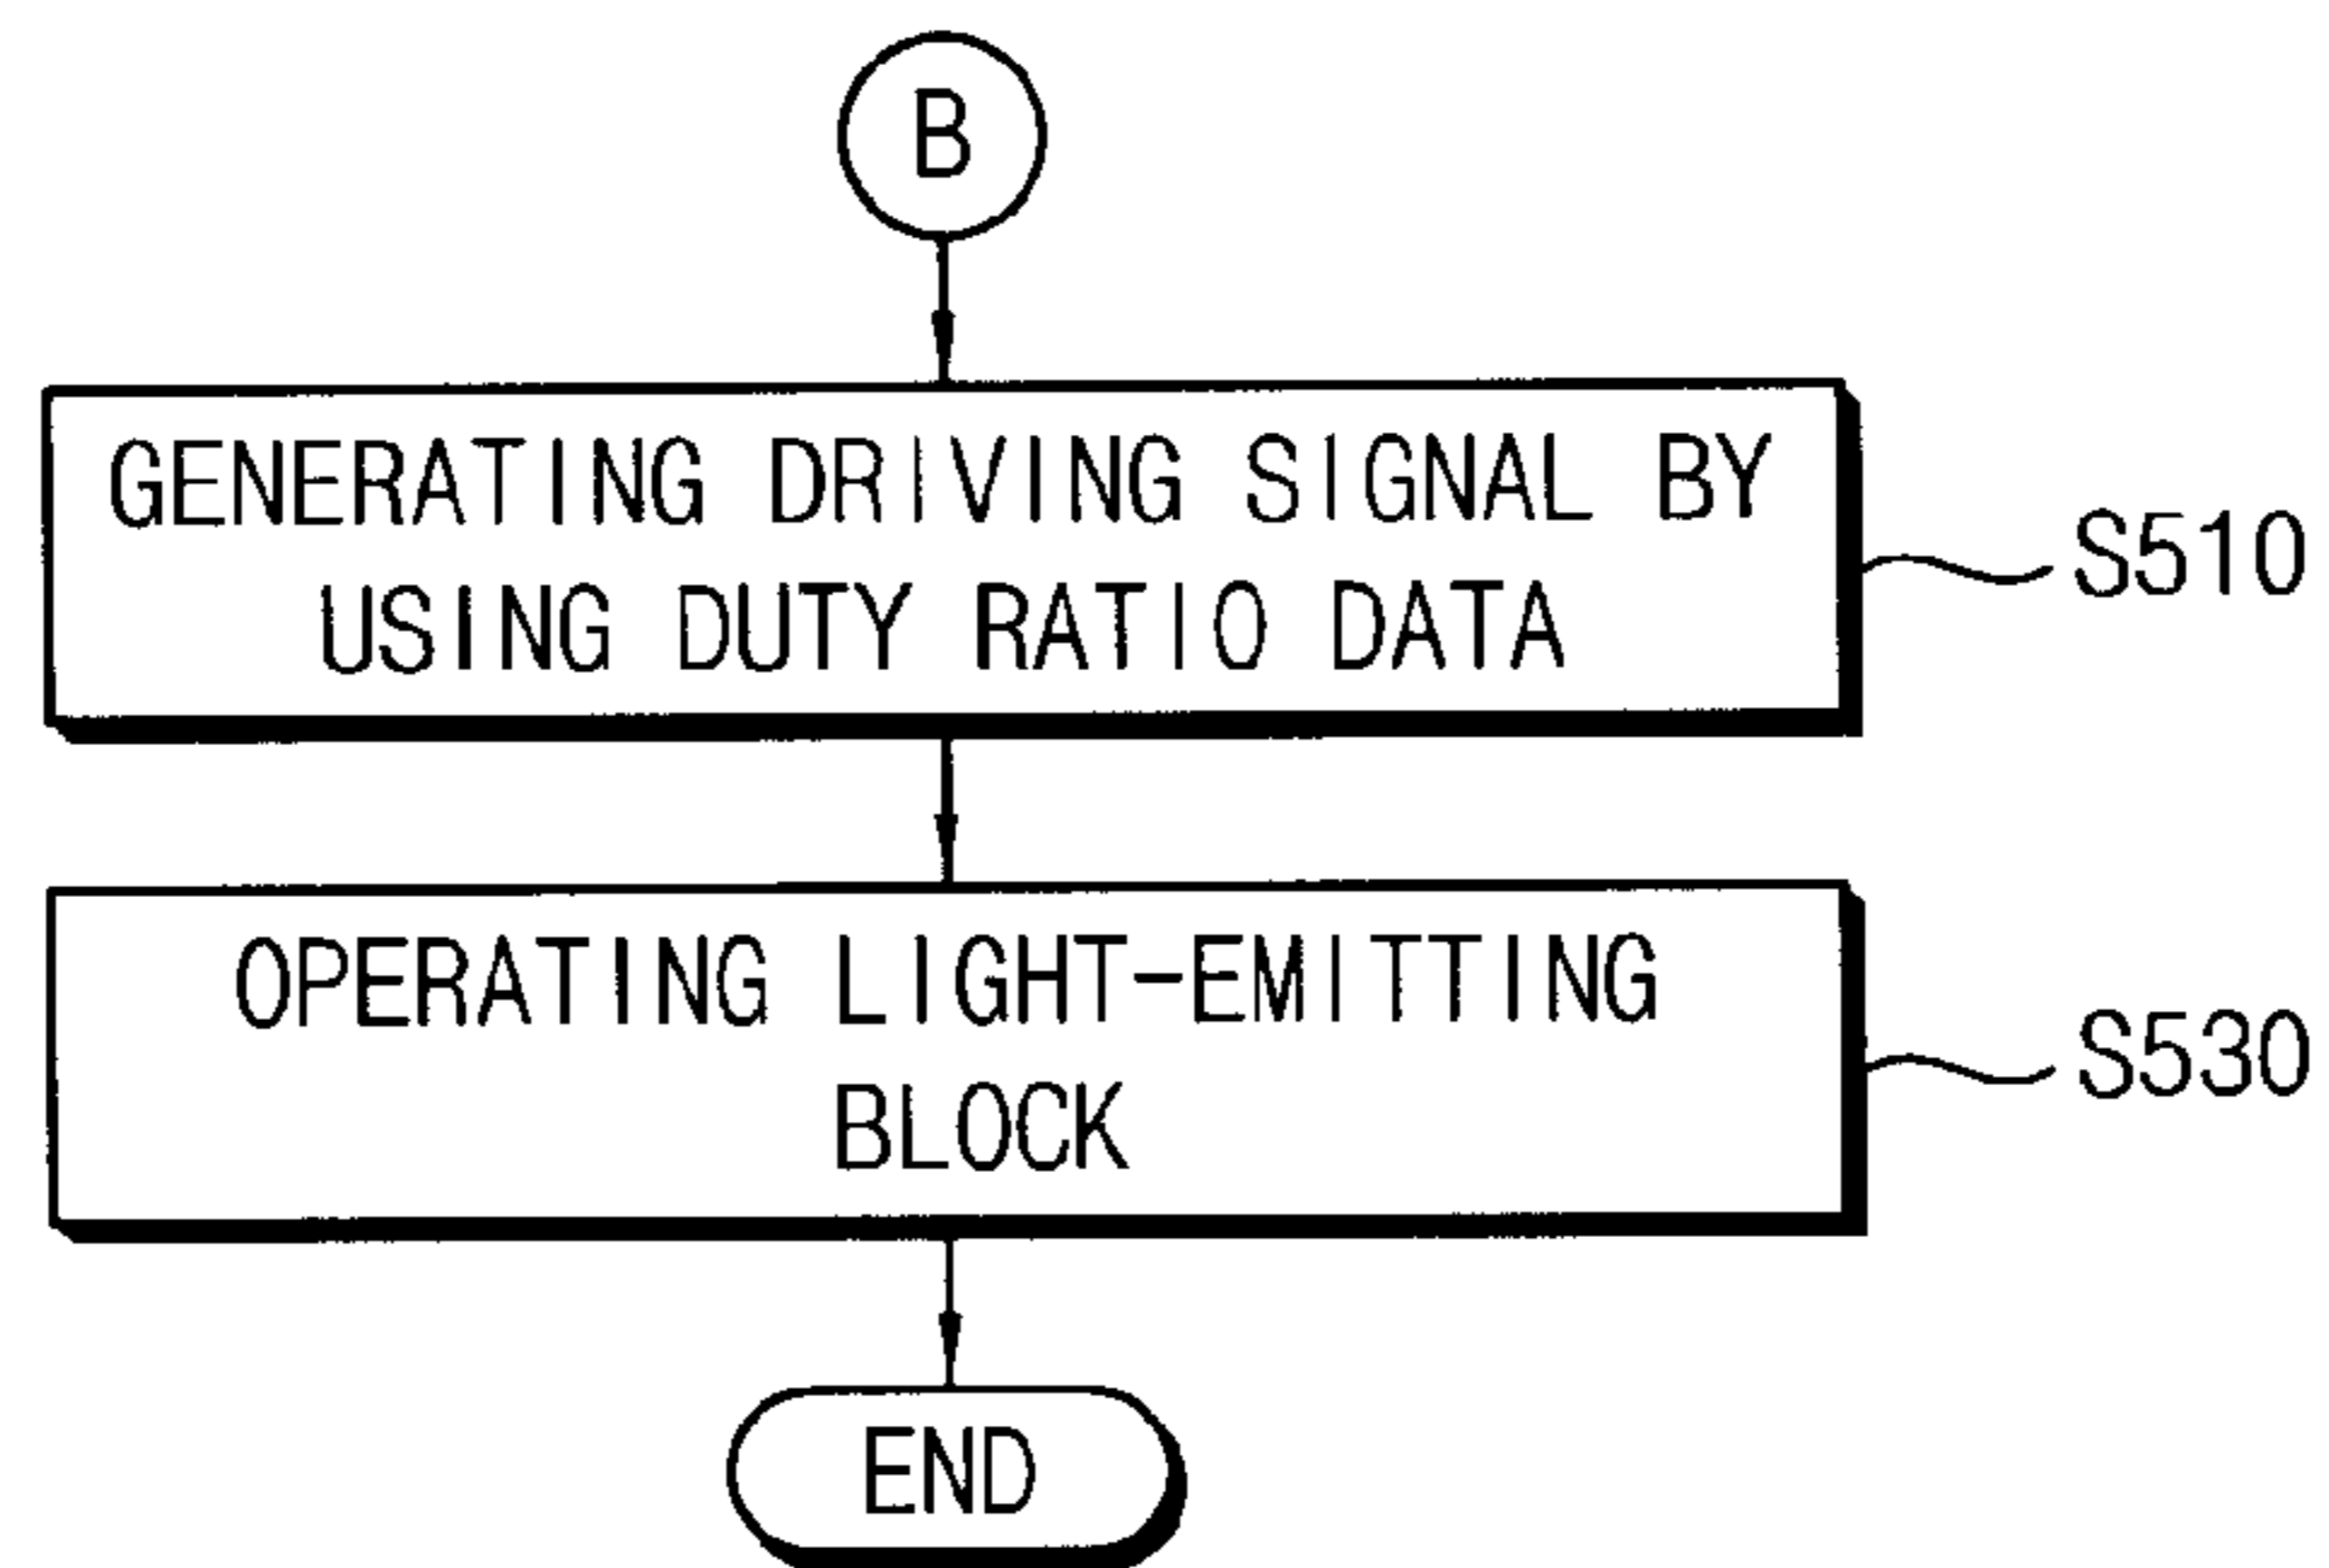 B
GENERATING DRIVING SIGNAL BY
USING DUTY RATIO DATA
S510
OPERATING LIGHT-EMITTING
BLOCK
S530
END